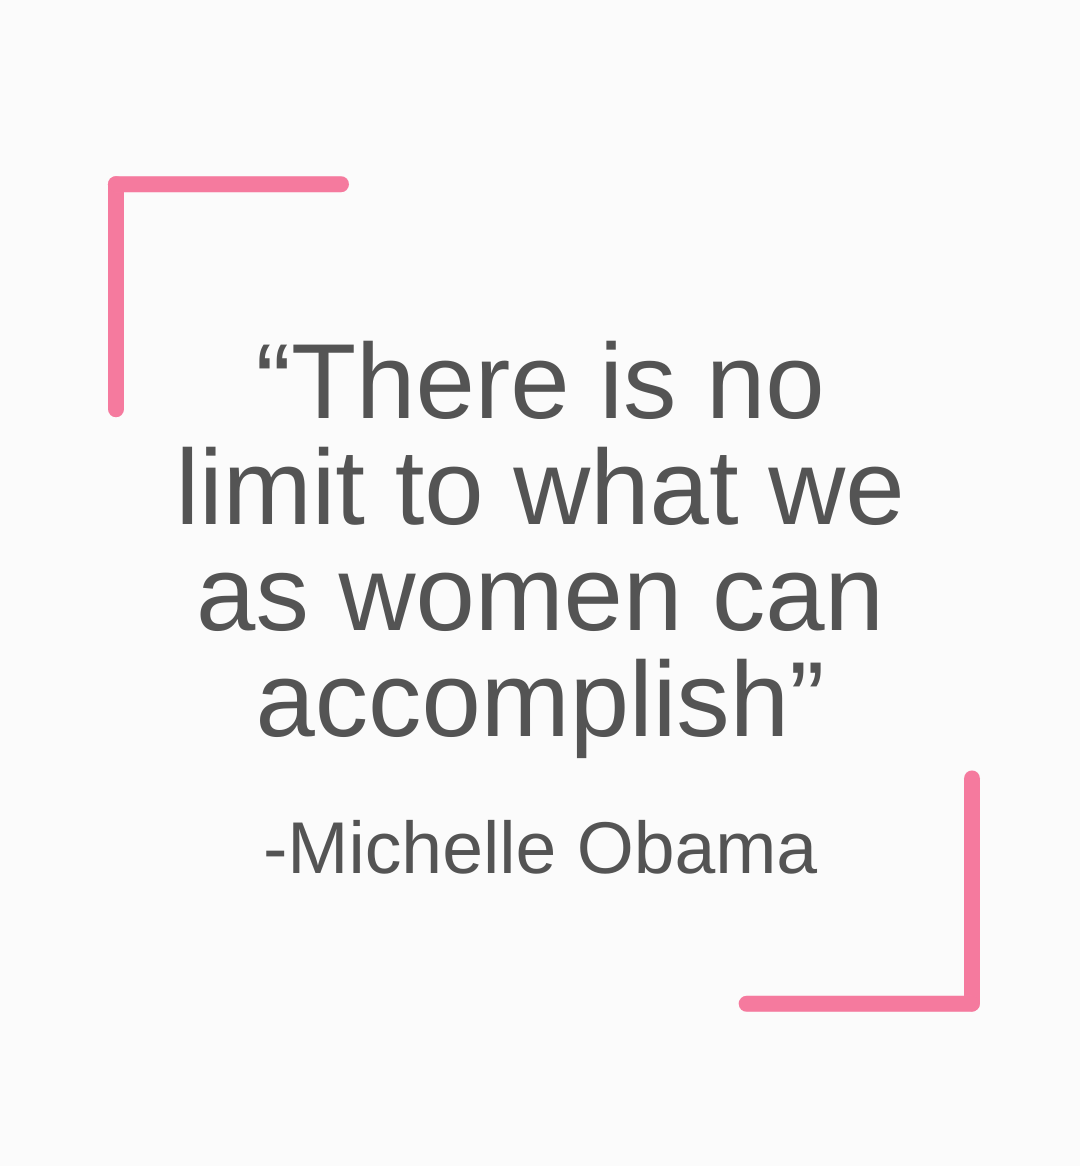 “There is no
limit to what we
as women can
accomplish”
-Michelle Obama